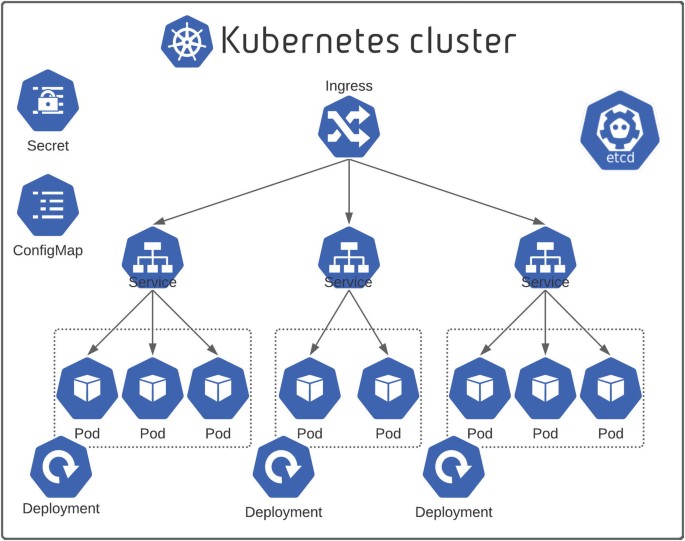 Kubernetes cluster
Ingress
Secret
etcd
ConfigMap
Service
Service
Service
Pod
Pod
Pod
Pod
Pod
Pod
Pod
Pod
Deployment
Deployment
Deployment